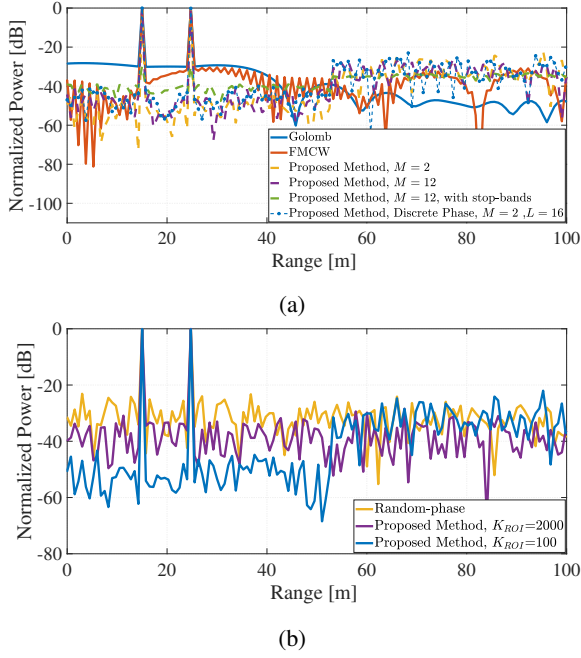 0
-20
-40
-60
-80
-100
Normalized Power [dB]
Golomb
FMCW
Proposed Method, M = 2
Proposed Method, M = 12
Proposed Method, M = 12, with stop-bands
Proposed Method, Discrete Phase, M = 2 ,L = 16
0 20 40 60 80 100
Range [m]
(a)
0
-20
-40
-60
-80
Normalized Power [dB]
Random-phase
Proposed Method, K_ROI=2000
Proposed Method, K_ROI=100
0 20 40 60 80 100
Range [m]
(b)